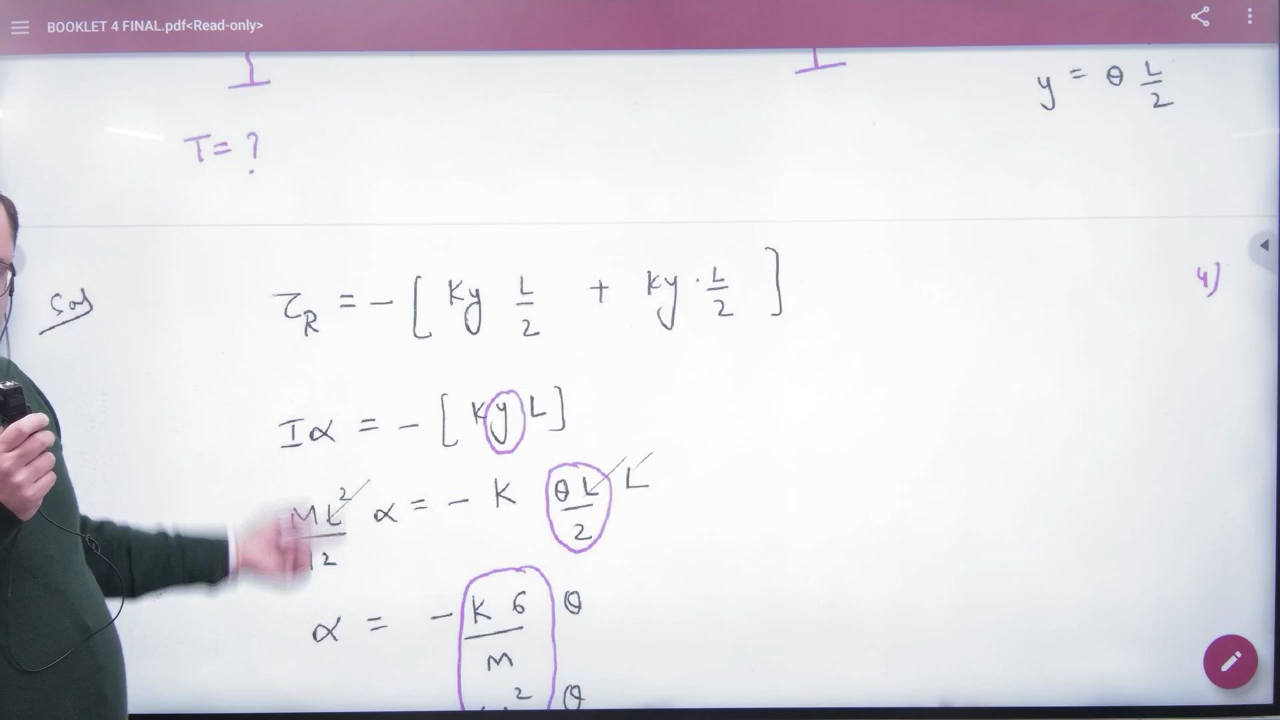 BOOKLET 4 FINAL.pdf<Read-only>
y = θ L/2
T = ?
Sol
τ_R = - [ Ky L/2 + Ky · L/2 ]
4)
Iα = - [ K y L ]
ML²/12 α = - K θL/2 L
α = - K 6/m θ